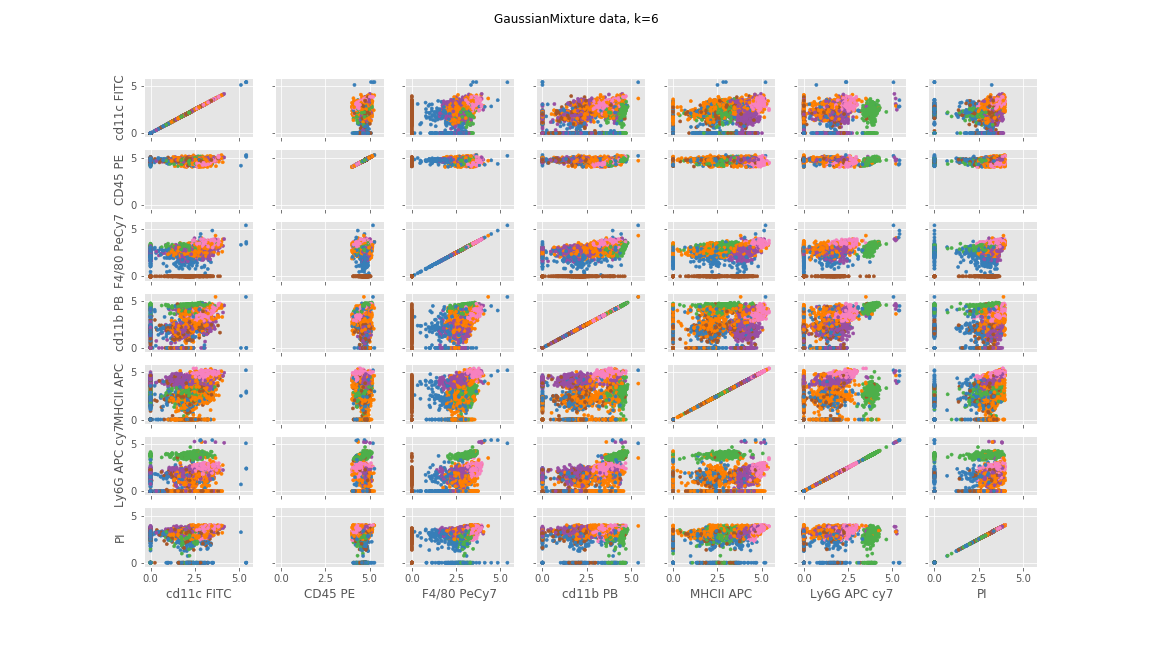 GaussianMixture data, k=6
cd11c FITC
5
0
CD45 PE
5
0
F4/80 PeCy7
5
0
cd11b PB
5
0
MHCII APC
5
0
Ly6G APC cy7
5
0
PI
5
0
0.0 2.5 5.0 0.0 2.5 5.0 0.0 2.5 5.0 0.0 2.5 5.0 0.0 2.5 5.0 0.0 2.5 5.0 0.0 2.5 5.0
cd11c FITC CD45 PE F4/80 PeCy7 cd11b PB MHCII APC Ly6G APC cy7 PI